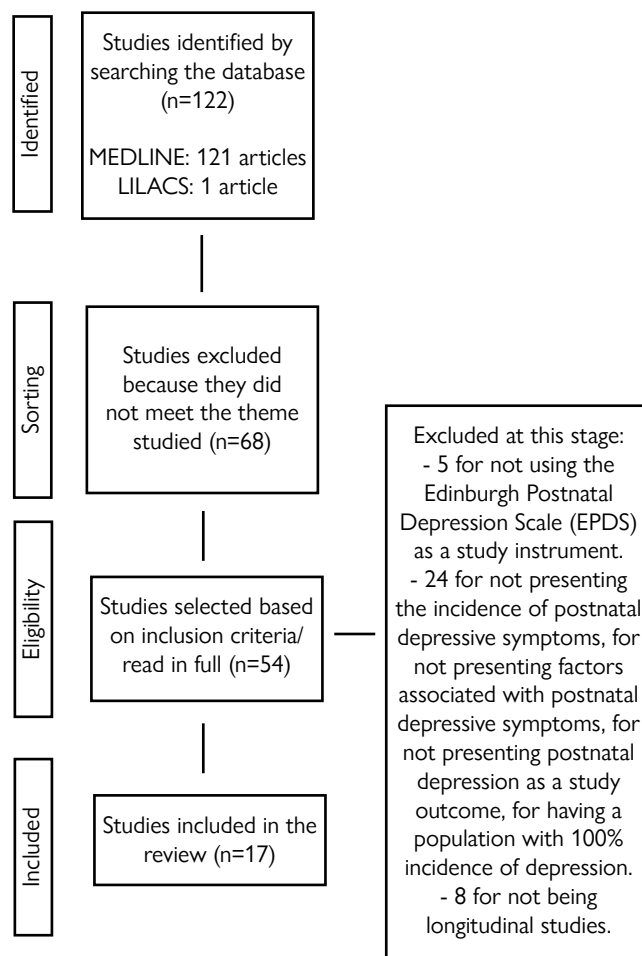 Identified
Studies identified by
searching the database
(n=122)
MEDLINE: 121 articles
LILACS: 1 article
Sorting
Studies excluded
because they did
not meet the theme
studied (n=68)
Eligibility
Studies selected based
on inclusion criteria/
read in full (n=54)
Excluded at this stage:
- 5 for not using the
Edinburgh Postnatal
Depression Scale (EPDS)
as a study instrument.
- 24 for not presenting
the incidence of postnatal
depressive symptoms, for
not presenting factors
associated with postnatal
depressive symptoms, for
not presenting postnatal
depression as a study
outcome, for having a
population with 100%
incidence of depression.
- 8 for not being
longitudinal studies.
Included
Studies included in the
review (n=17)